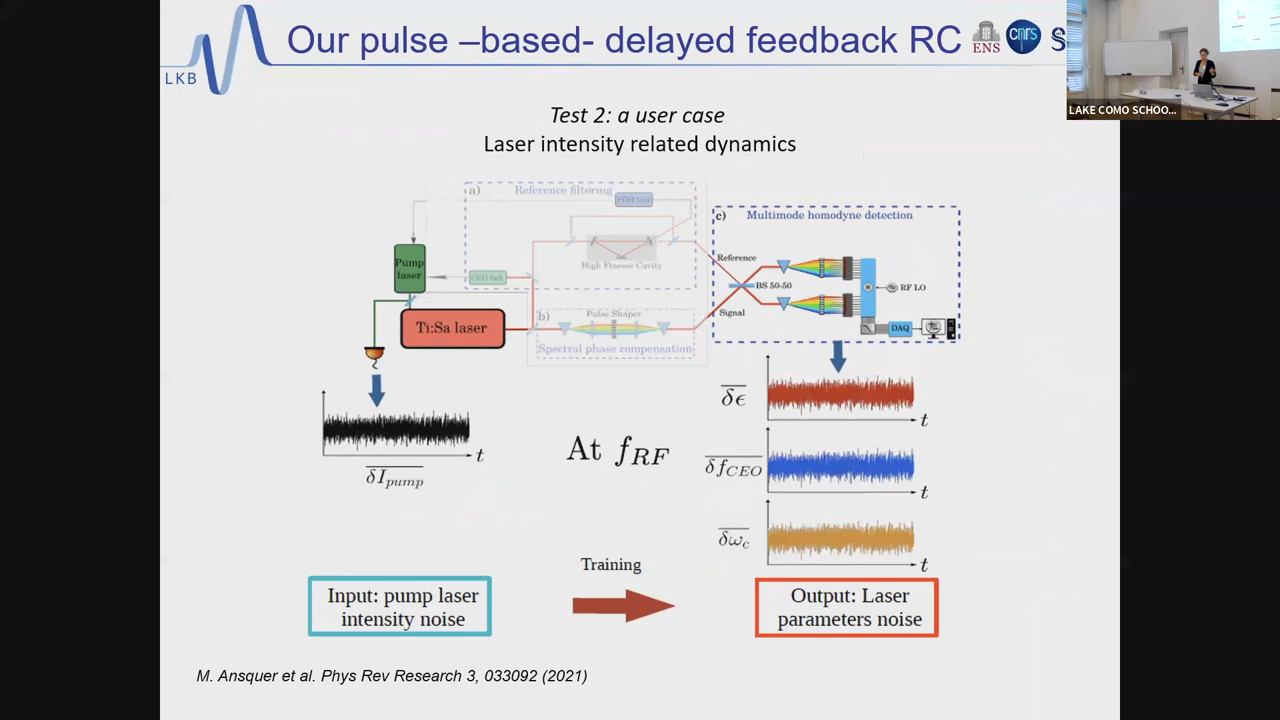 Our pulse –based- delayed feedback RC
ENS
cnrs
S
LKB
LAKE COMO SCHOO...
Test 2: a user case
Laser intensity related dynamics
a)
Reference filtering
PDH lock
High Finesse Cavity
CEO lock
Pump
laser
Ti:Sa laser
b)
Pulse Shaper
Spectral phase compensation
c)
Multimode homodyne detection
Reference
BS 50-50
Signal
RF LO
DAQ
δI_pump
t
At f_RF
δϵ
t
δf_CEO
t
δω_c
t
Training
Input: pump laser
intensity noise
Output: Laser
parameters noise
M. Ansquer et al. Phys Rev Research 3, 033092 (2021)